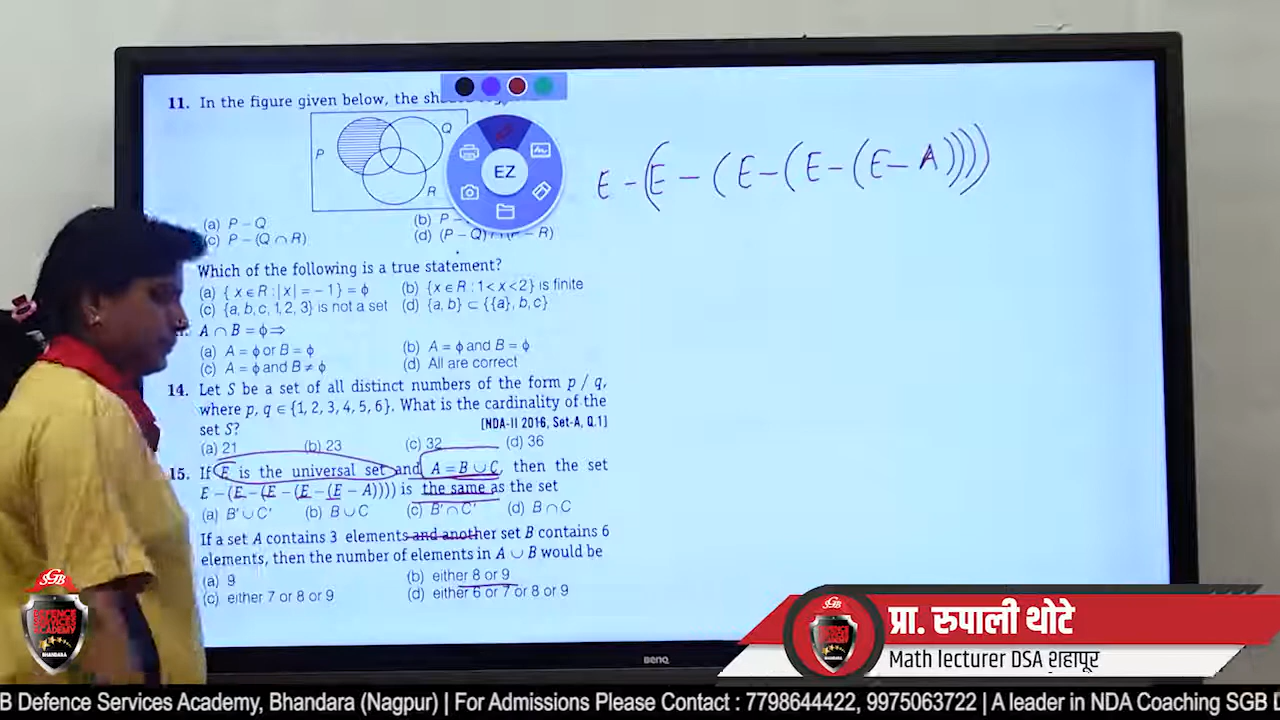 11. In the figure given below, the
P
Q
R
EZ
E - (E - (E - (E - (E - A))))
(a) P – Q
(b) P –
(c) P – (Q ∩ R)
(d) (P – Q) ∩ (P – R)
Which of the following is a true statement?
(a) { x ∈ R : |x| = – 1} = ϕ
(b) {x ∈ R : 1 < x < 2} is finite
(c) {a, b, c, 1, 2, 3} is not a set
(d) {a, b} ⊂ {{a}, b, c}
A ∩ B = ϕ ⇒
(a) A = ϕ or B = ϕ
(b) A = ϕ and B = ϕ
(c) A = ϕ and B ≠ ϕ
(d) All are correct
14. Let S be a set of all distinct numbers of the form p / q,
where p, q ∈ {1, 2, 3, 4, 5, 6}. What is the cardinality of the
set S?
[NDA-II 2016, Set-A, Q.1]
(a) 21
(b) 23
(c) 32
(d) 36
15. If E is the universal set and A = B ∪ C, then the set
E – (E – (E – (E – (E – A)))) is the same as the set
(a) B' ∪ C'
(b) B ∪ C
(c) B' ∩ C'
(d) B ∩ C
If a set A contains 3 elements and another set B contains 6
elements, then the number of elements in A ∪ B would be
(a) 9
(b) either 8 or 9
(c) either 7 or 8 or 9
(d) either 6 or 7 or 8 or 9
BENQ
SGB
DEFENCE
SERVICES
ACADEMY
BHANDARA
SGB
प्रा. रुपाली थोटे
Math lecturer DSA शहापूर
B Defence Services Academy, Bhandara (Nagpur) | For Admissions Please Contact : 7798644422, 9975063722 | A leader in NDA Coaching SGB D